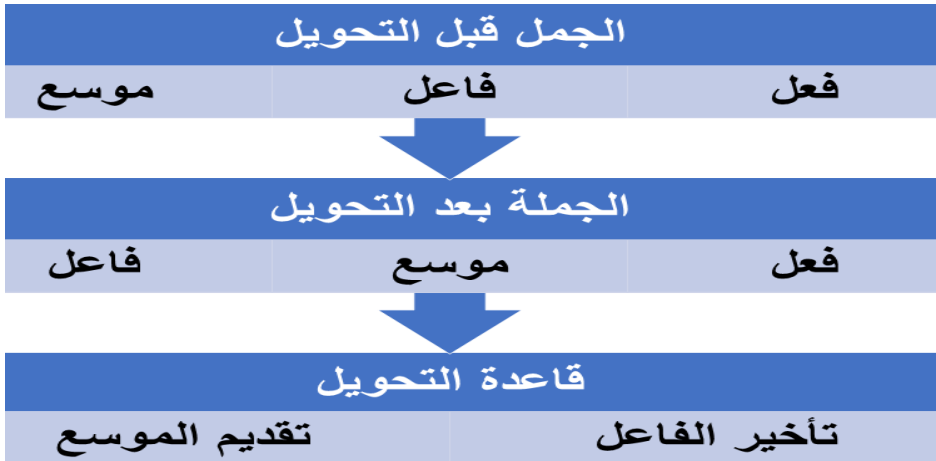 الجمل قبل التحويل
فعل فاعل موسع
الجملة بعد التحويل
فعل موسع فاعل
قاعدة التحويل
تأخير الفاعل تقديم الموسع